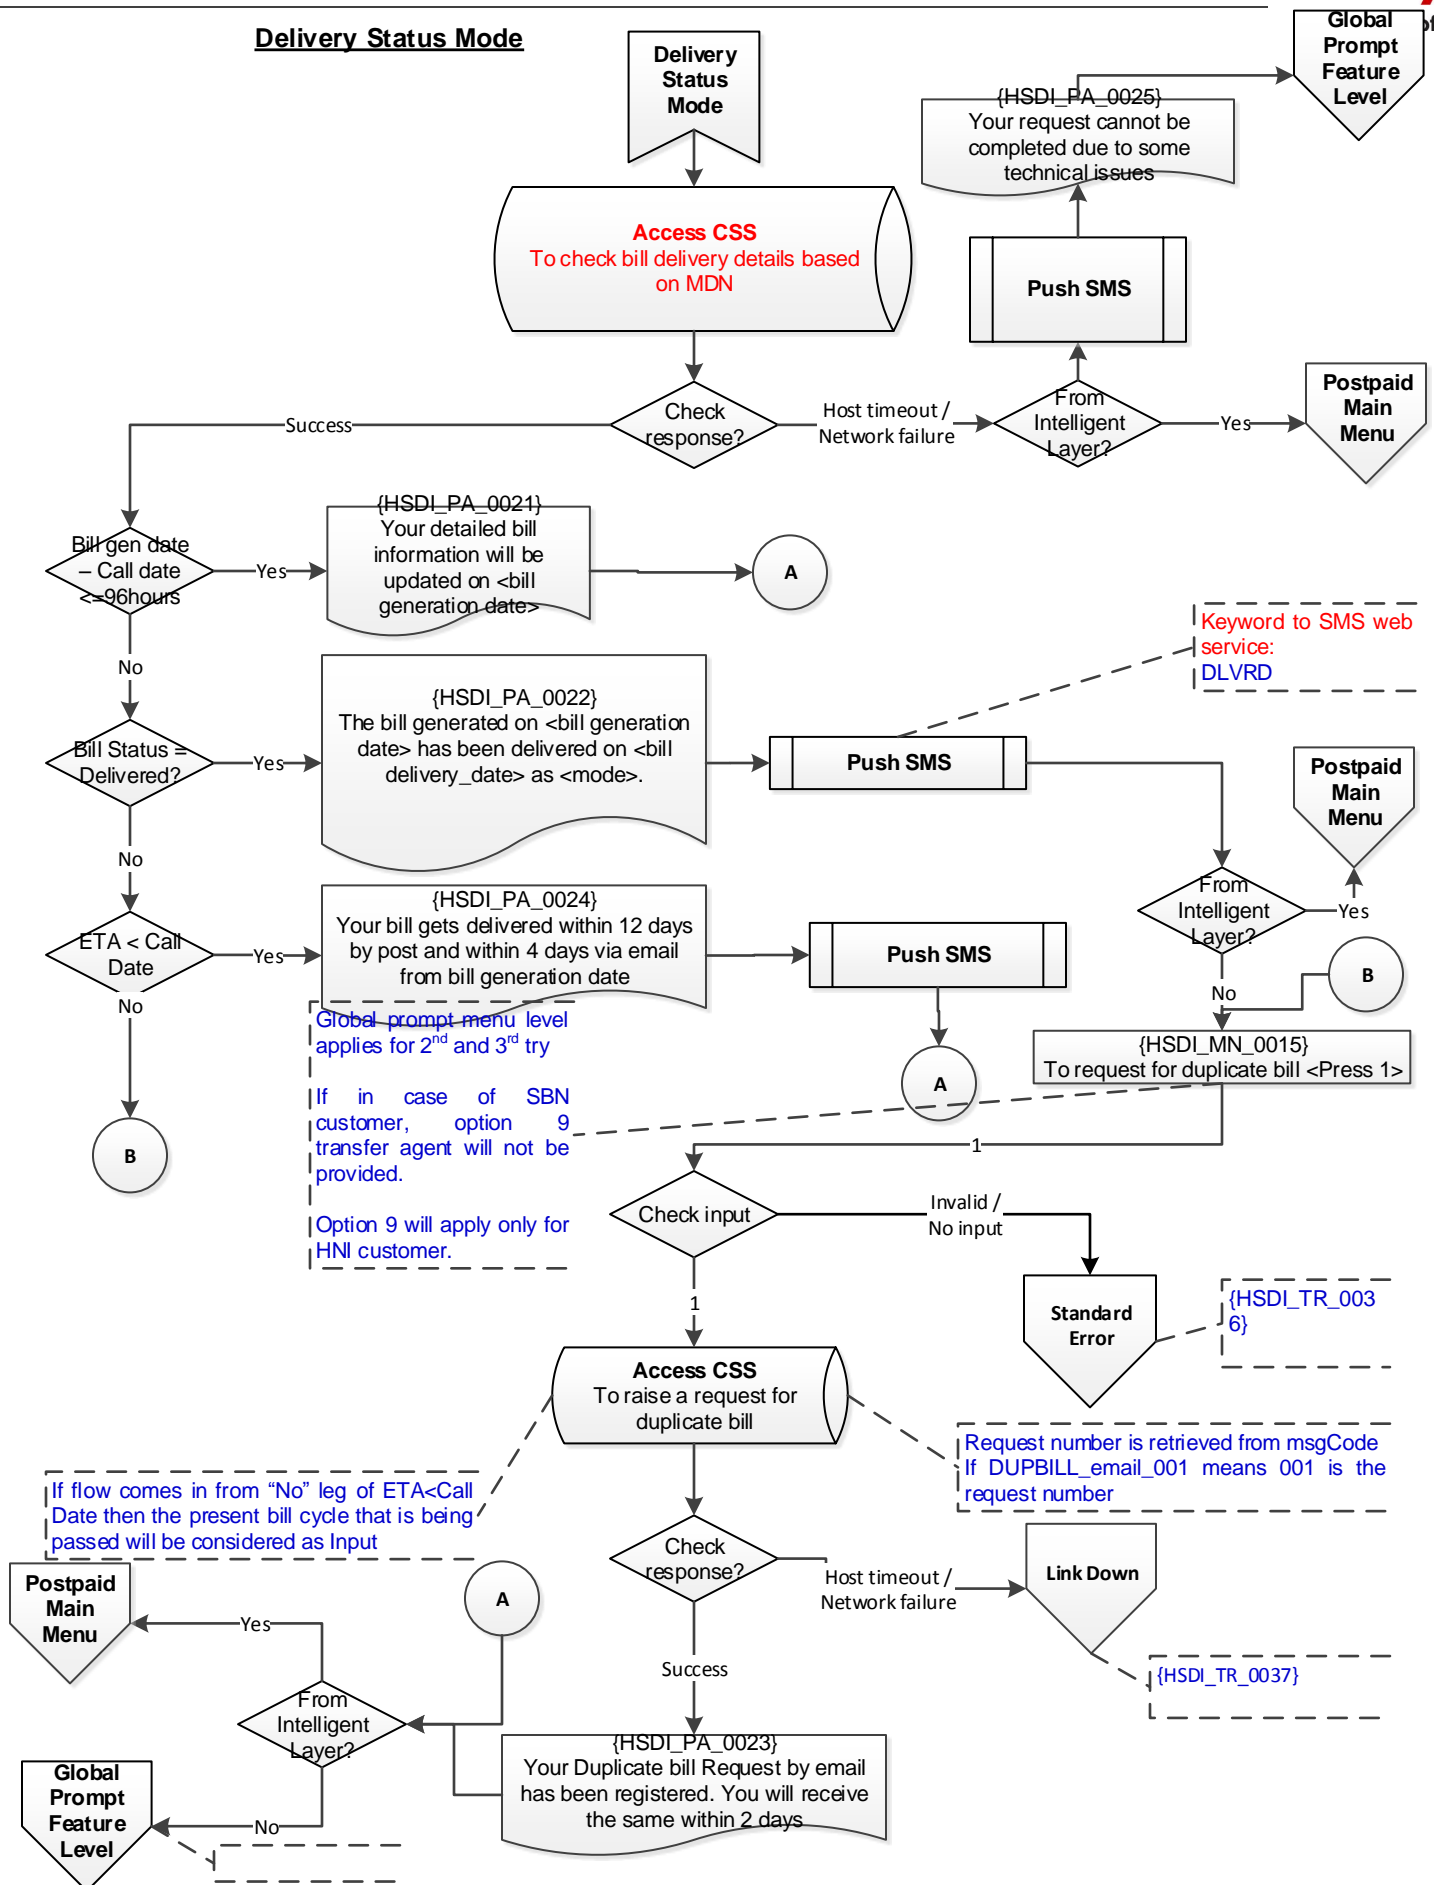 Delivery Status Mode
Delivery
Status
Mode
Global
Prompt
Feature
Level
of
{HSDI_PA_0025}
Your request cannot be
completed due to some
technical issues
Access CSS
To check bill delivery details based
on MDN
Push SMS
Check
response?
Host timeout /
Network failure
From
Intelligent
Layer?
Yes
Postpaid
Main
Menu
Success
Bill gen date
– Call date
<=96hours
Yes
{HSDI_PA_0021}
Your detailed bill
information will be
updated on <bill
generation date>
A
Keyword to SMS web
service:
DLVRD
No
Bill Status =
Delivered?
Yes
{HSDI_PA_0022}
The bill generated on <bill generation
date> has been delivered on <bill
delivery_date> as <mode>.
Push SMS
Postpaid
Main
Menu
No
From
Intelligent
Layer?
Yes
ETA < Call
Date
Yes
{HSDI_PA_0024}
Your bill gets delivered within 12 days
by post and within 4 days via email
from bill generation date
Push SMS
B
No
No
Global prompt menu level
applies for 2nd and 3rd try
If in case of SBN
customer, option 9
transfer agent will not be
provided.
Option 9 will apply only for
HNI customer.
A
{HSDI_MN_0015}
To request for duplicate bill <Press 1>
B
1
Check input
Invalid /
No input
1
Standard
Error
{HSDI_TR_003
6}
Access CSS
To raise a request for
duplicate bill
Request number is retrieved from msgCode
If DUPBILL_email_001 means 001 is the
request number
If flow comes in from “No” leg of ETA<Call
Date then the present bill cycle that is being
passed will be considered as Input
Check
response?
Host timeout /
Network failure
Link Down
{HSDI_TR_0037}
Postpaid
Main
Menu
Yes
A
Success
From
Intelligent
Layer?
{HSDI_PA_0023}
Your Duplicate bill Request by email
has been registered. You will receive
the same within 2 days
Global
Prompt
Feature
Level
No